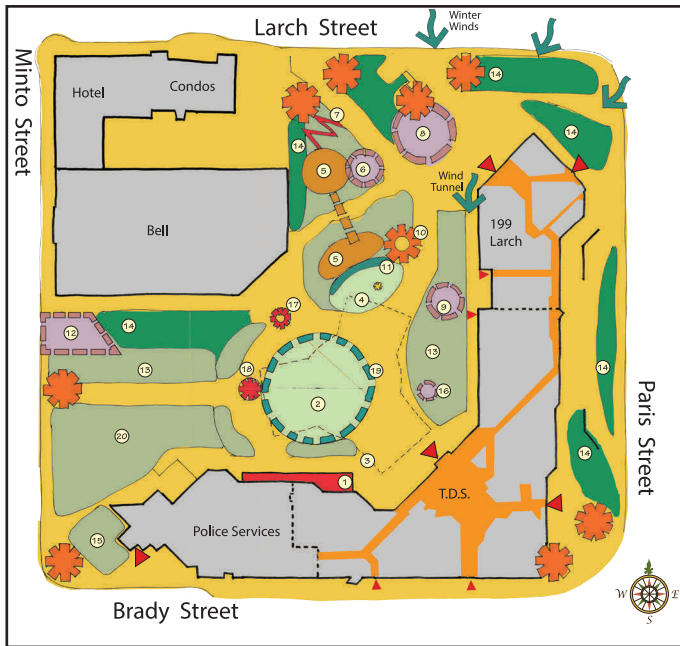 Larch Street
Winter
Winds
Minto Street
Hotel
Condos
7
14
14
8
14
14
5
6
Wind
Tunnel
199
Larch
Bell
10
5
11
4
9
17
12
14
13
13
18
19
16
2
14
Paris Street
20
3
1
14
T.D.S.
Police Services
15
Brady Street
N
W
E
S